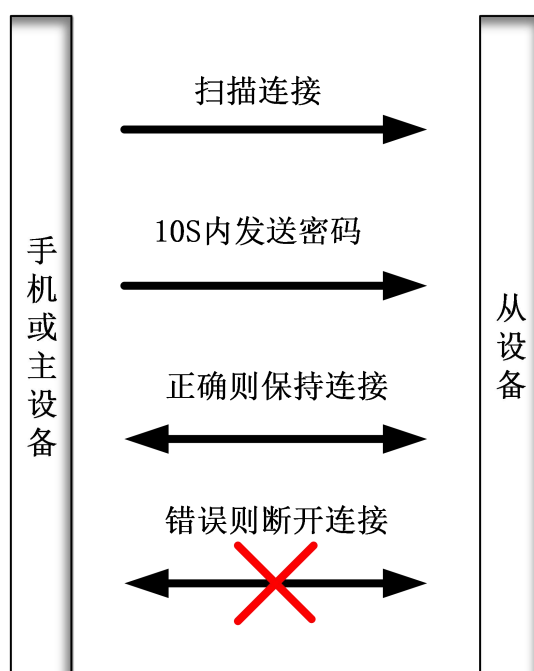 扫描连接
10S内发送密码
手机或主设备
从设备
正确则保持连接
错误则断开连接